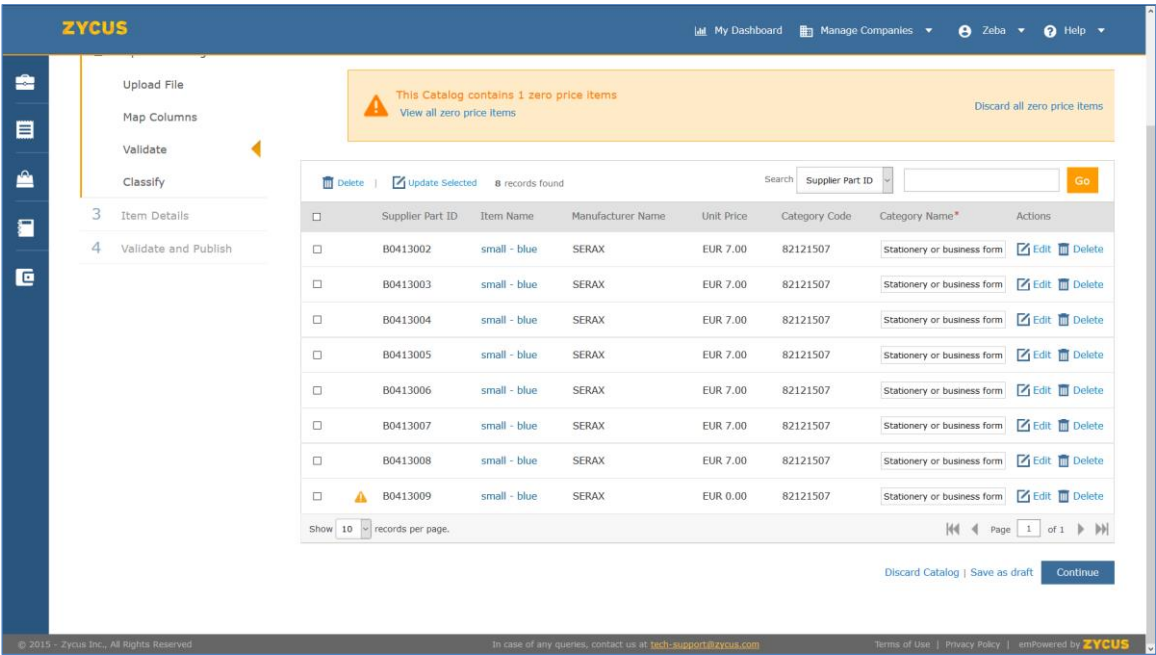 ZYCUS
My Dashboard Manage Companies Zeba Help
Upload File
Map Columns
Validate
Classify
3 Item Details
4 Validate and Publish
This Catalog contains 1 zero price items
View all zero price items
Discard all zero price items
Delete | Update Selected 8 records found Search Supplier Part ID Go
Supplier Part ID Item Name Manufacturer Name Unit Price Category Code Category Name* Actions
B0413002 small - blue SERAX EUR 7.00 82121507 Stationery or business form Edit Delete
B0413003 small - blue SERAX EUR 7.00 82121507 Stationery or business form Edit Delete
B0413004 small - blue SERAX EUR 7.00 82121507 Stationery or business form Edit Delete
B0413005 small - blue SERAX EUR 7.00 82121507 Stationery or business form Edit Delete
B0413006 small - blue SERAX EUR 7.00 82121507 Stationery or business form Edit Delete
B0413007 small - blue SERAX EUR 7.00 82121507 Stationery or business form Edit Delete
B0413008 small - blue SERAX EUR 7.00 82121507 Stationery or business form Edit Delete
B0413009 small - blue SERAX EUR 0.00 82121507 Stationery or business form Edit Delete
Show 10 records per page. Page 1 of 1
Discard Catalog | Save as draft Continue
© 2015 - Zycus Inc., All Rights Reserved In case of any queries, contact us at tech-support@zycus.com Terms of Use | Privacy Policy | emPowered by ZYCUS